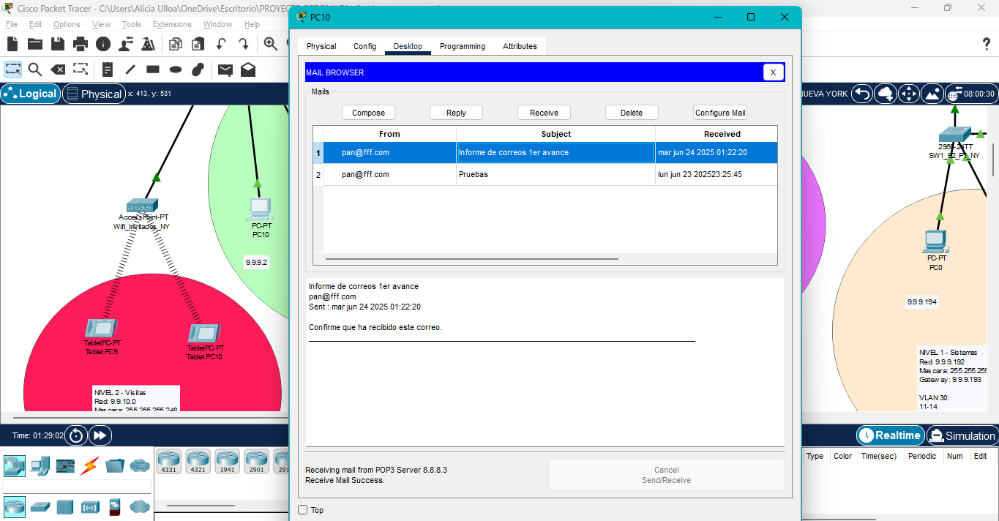 Cisco Packet Tracer - C:\Users\Alicia Ulloa\OneDrive\Escritorio\PROYEC
PC10
File Edit Options View Tools Extensions Window Help
Physical Config Desktop Programming Attributes
MAIL BROWSER
X
Mails
Compose Reply Receive Delete Configure Mail
From Subject Received
1 pan@fff.com Informe de correos 1er avance mar jun 24 2025 01:22:20
2 pan@fff.com Pruebas lun jun 23 202523:25:45
Informe de correos 1er avance
pan@fff.com
Sent : mar jun 24 2025 01:22:20
Confirme que ha recibido este correo.
Receiving mail from POP3 Server 8.8.8.3
Receive Mail Success.
Cancel
Send/Receive
Top
Logical Physical x: 413, y: 531
UEVA YORK 08:00:30
Access Point-PT
Wifi_Invitados_NY
PC-PT
PC10
9.9.9.2
TabletPC-PT
Tablet PC9
TabletPC-PT
Tablet PC10
NIVEL 2 - Visitas
Red: 9.9.10.0
Mascara: 255.255.255.248
2960-24TT
SW1_E2_P1_NY
PC-PT
PC0
9.9.9.194
NIVEL 1 - Sistemas
Red: 9.9.9.192
Mascara: 255.255.255
Gateway: 9.9.9.193
VLAN 30:
11-14
Time: 01:29:02
Realtime Simulation
4331 4321 1941 2901 291
Type Color Time(sec) Periodic Num Edit